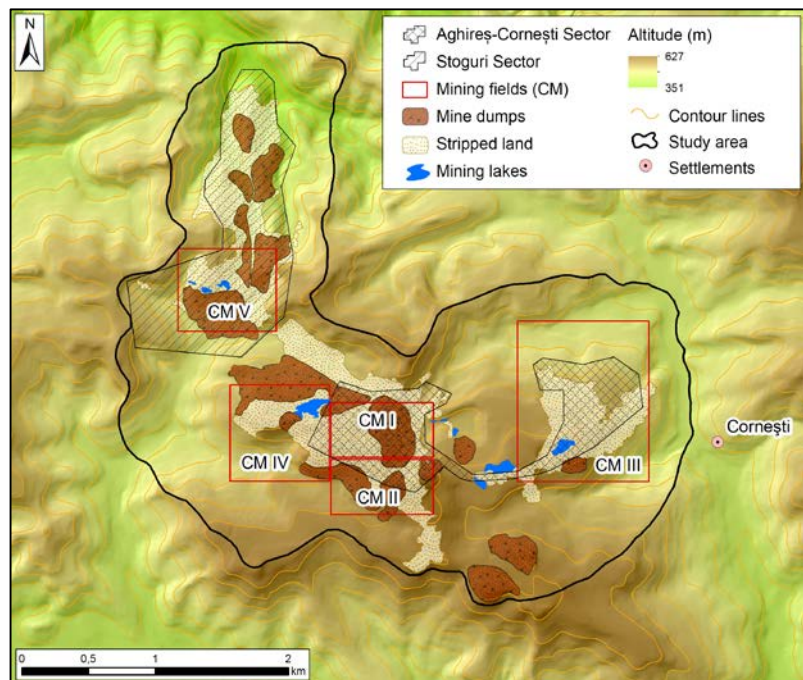 N
Aghireș-Cornești Sector
Stoguri Sector
Mining fields (CM)
Mine dumps
Stripped land
Mining lakes
Altitude (m)
627
351
Contour lines
Study area
Settlements
CM V
CM I
CM IV
CM II
CM III
Cornești
0 0,5 1 2
km